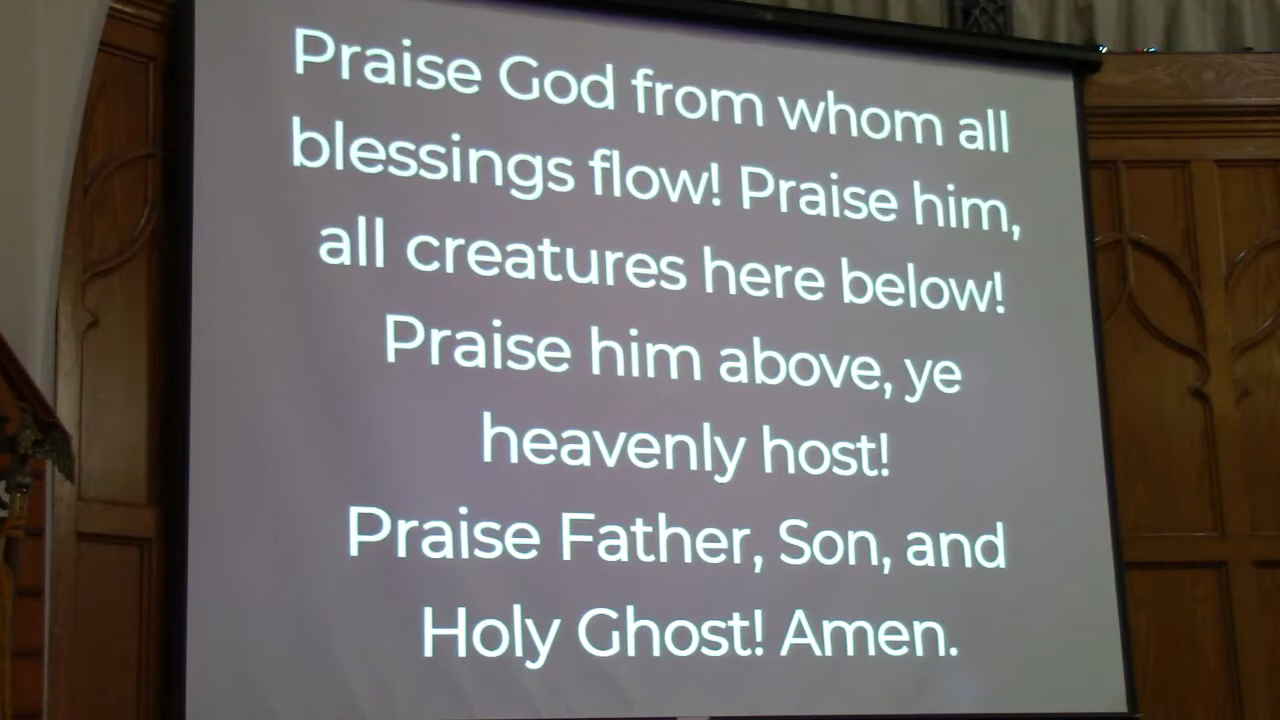 Praise God from whom all
blessings flow! Praise him,
all creatures here below!
Praise him above, ye
heavenly host!
Praise Father, Son, and
Holy Ghost! Amen.